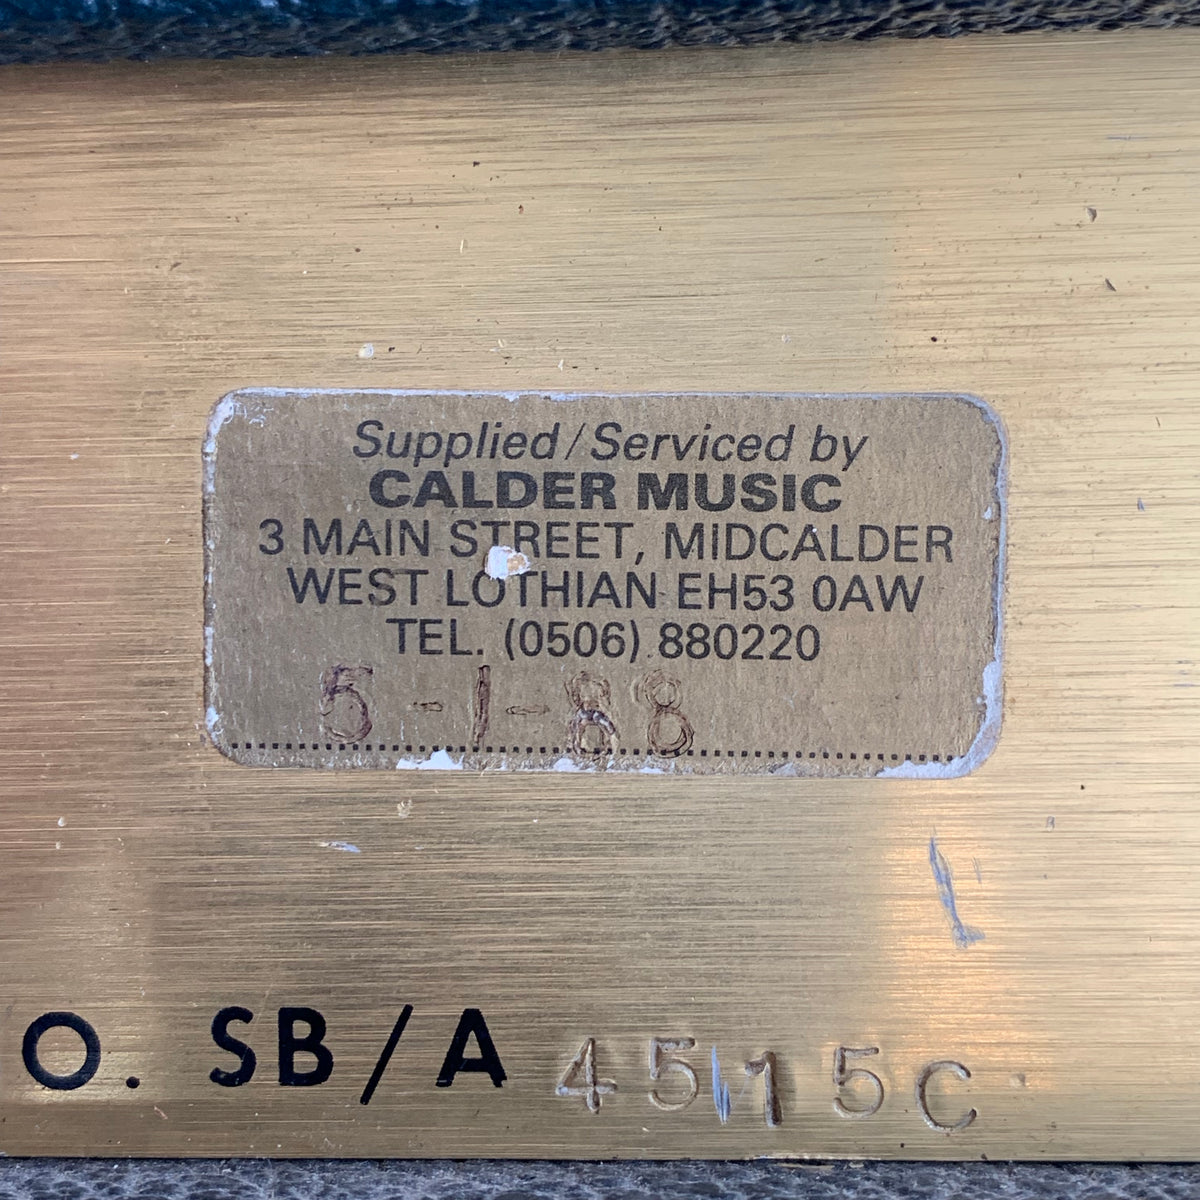 Supplied/Serviced by
CALDER MUSIC
3 MAIN STREET, MIDCALDER
WEST LOTHIAN EH53 0AW
TEL. (0506) 880220
5-1-88
O. SB/A 4515C